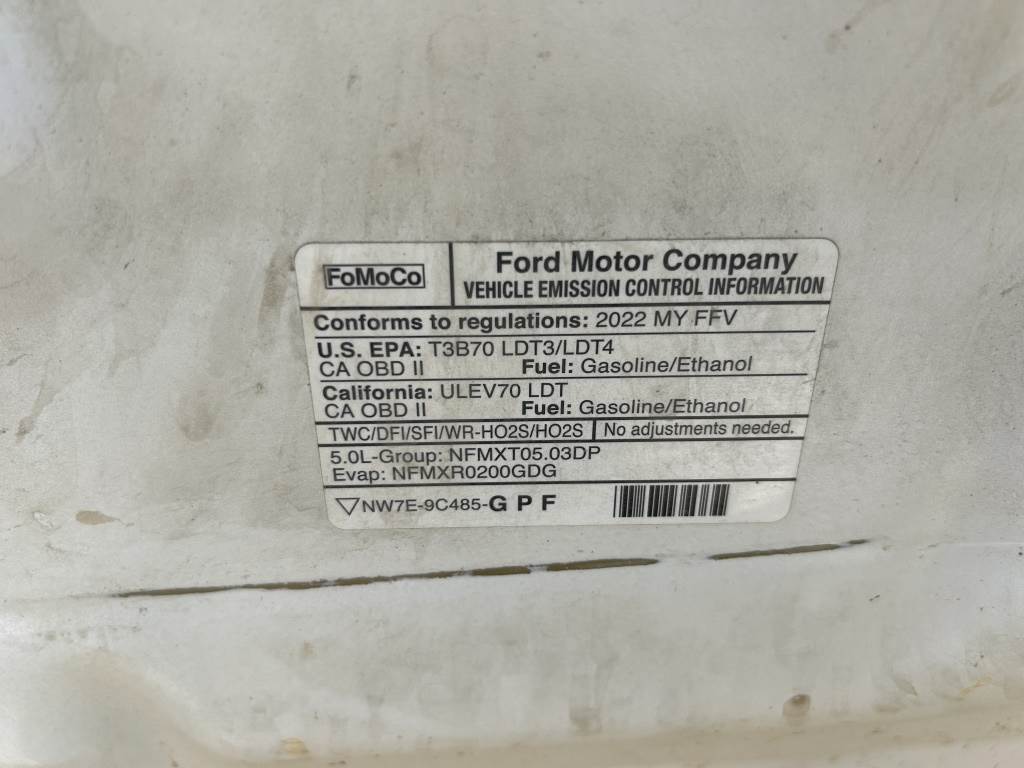 FoMoCo
Ford Motor Company
VEHICLE EMISSION CONTROL INFORMATION
Conforms to regulations: 2022 MY FFV
U.S. EPA: T3B70 LDT3/LDT4
CA OBD II Fuel: Gasoline/Ethanol
California: ULEV70 LDT
CA OBD II Fuel: Gasoline/Ethanol
TWC/DFI/SFI/WR-HO2S/HO2S No adjustments needed.
5.0L-Group: NFMXT05.03DP
Evap: NFMXR0200GDG
▽NW7E-9C485-G P F